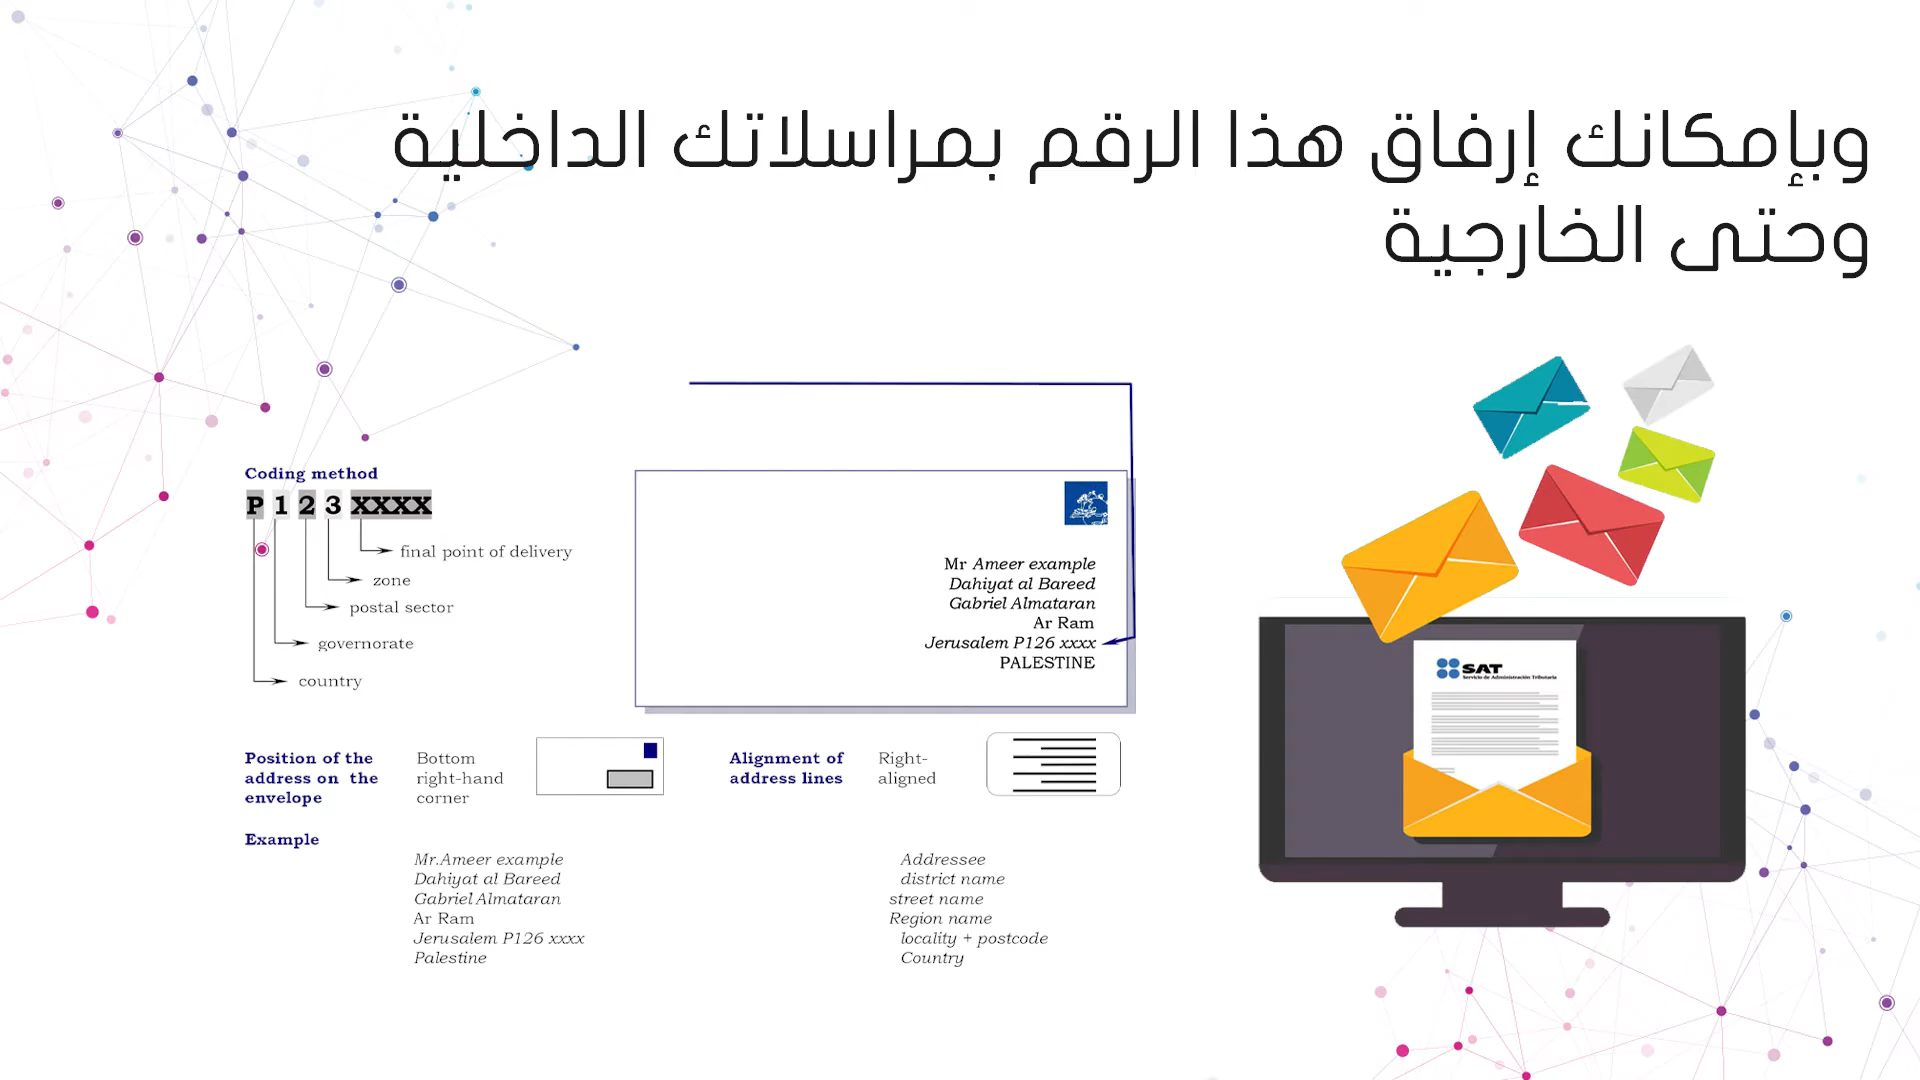 وبإمكانك إرفاق هذا الرقم بمراسلاتك الداخلية
وحتى الخارجية
Coding method
P 1 2 3 XXXX
final point of delivery
zone
postal sector
governorate
country
Mr Ameer example
Dahiyat al Bareed
Gabriel Almataran
Ar Ram
Jerusalem P126 xxxx
PALESTINE
SAT
Servicio de Administración Tributaria
Position of the
address on the
envelope
Bottom
right-hand
corner
Alignment of
address lines
Right-
aligned
Example
Mr.Ameer example
Dahiyat al Bareed
Gabriel Almataran
Ar Ram
Jerusalem P126 xxxx
Palestine
Addressee
district name
street name
Region name
locality + postcode
Country